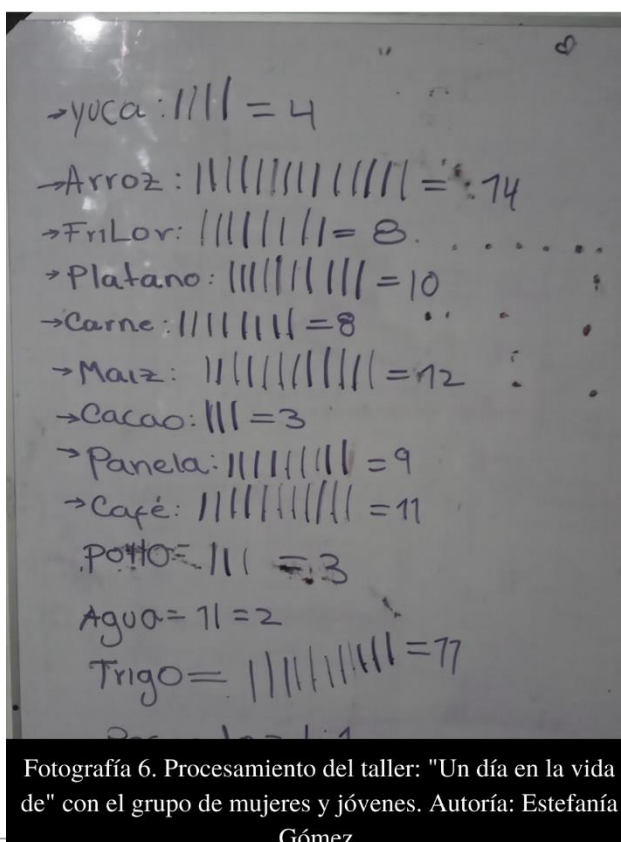 →yuca: |||| = 4
→Arroz: |||||||||||||| = 14
→FriLor: |||||||| = 8
→Platano: |||||||||| = 10
→Carne: |||||||| = 8
→Maiz: |||||||||||| = 12
→Cacao: ||| = 3
→Panela: ||||||||| = 9
→Café: ||||||||||| = 11
Pollo= ||| = 3
Agua= || = 2
Trigo= ||||||||||| = 11
Fotografía 6. Procesamiento del taller: "Un día en la vida
de" con el grupo de mujeres y jóvenes. Autoría: Estefanía
Gómez